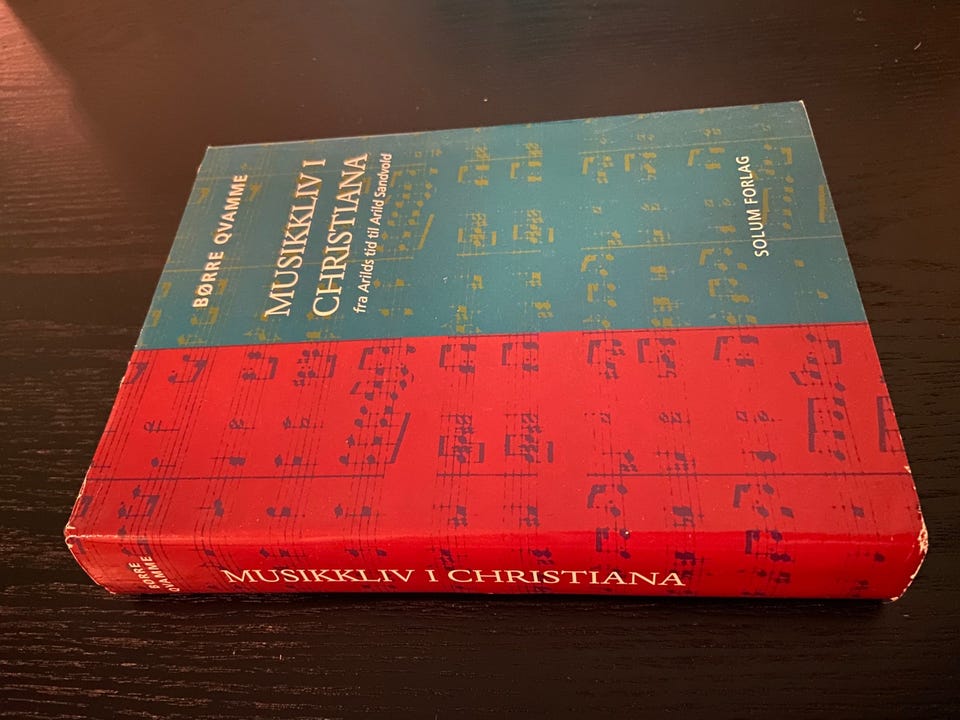 BØRRE QVAMME
MUSIKKLIV I
CHRISTIANA
fra Arilds tid til Arild Sandvold
SOLUM FORLAG
BØRRE
QVAMME
MUSIKKLIV I CHRISTIANA